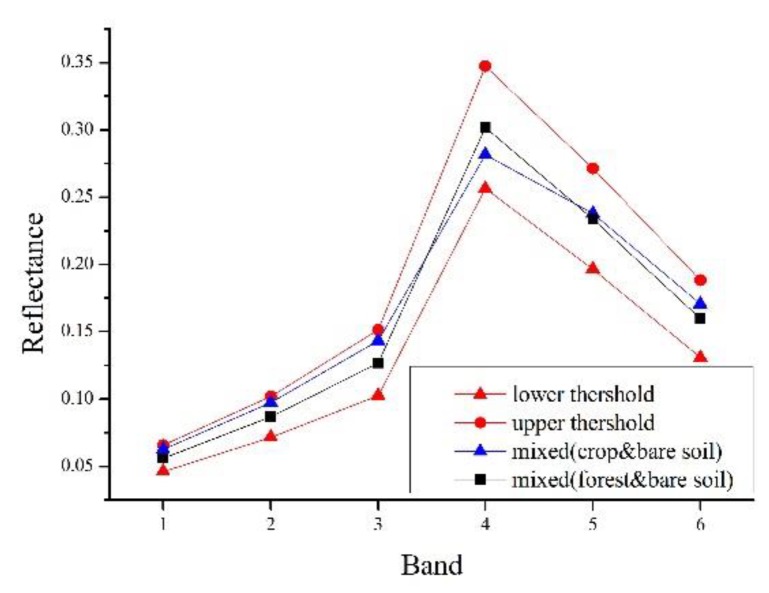 0.35
0.30
0.25
0.20
0.15
0.10
0.05
Reflectance
lower thershold
upper thershold
mixed(crop&bare soil)
mixed(forest&bare soil)
1 2 3 4 5 6
Band